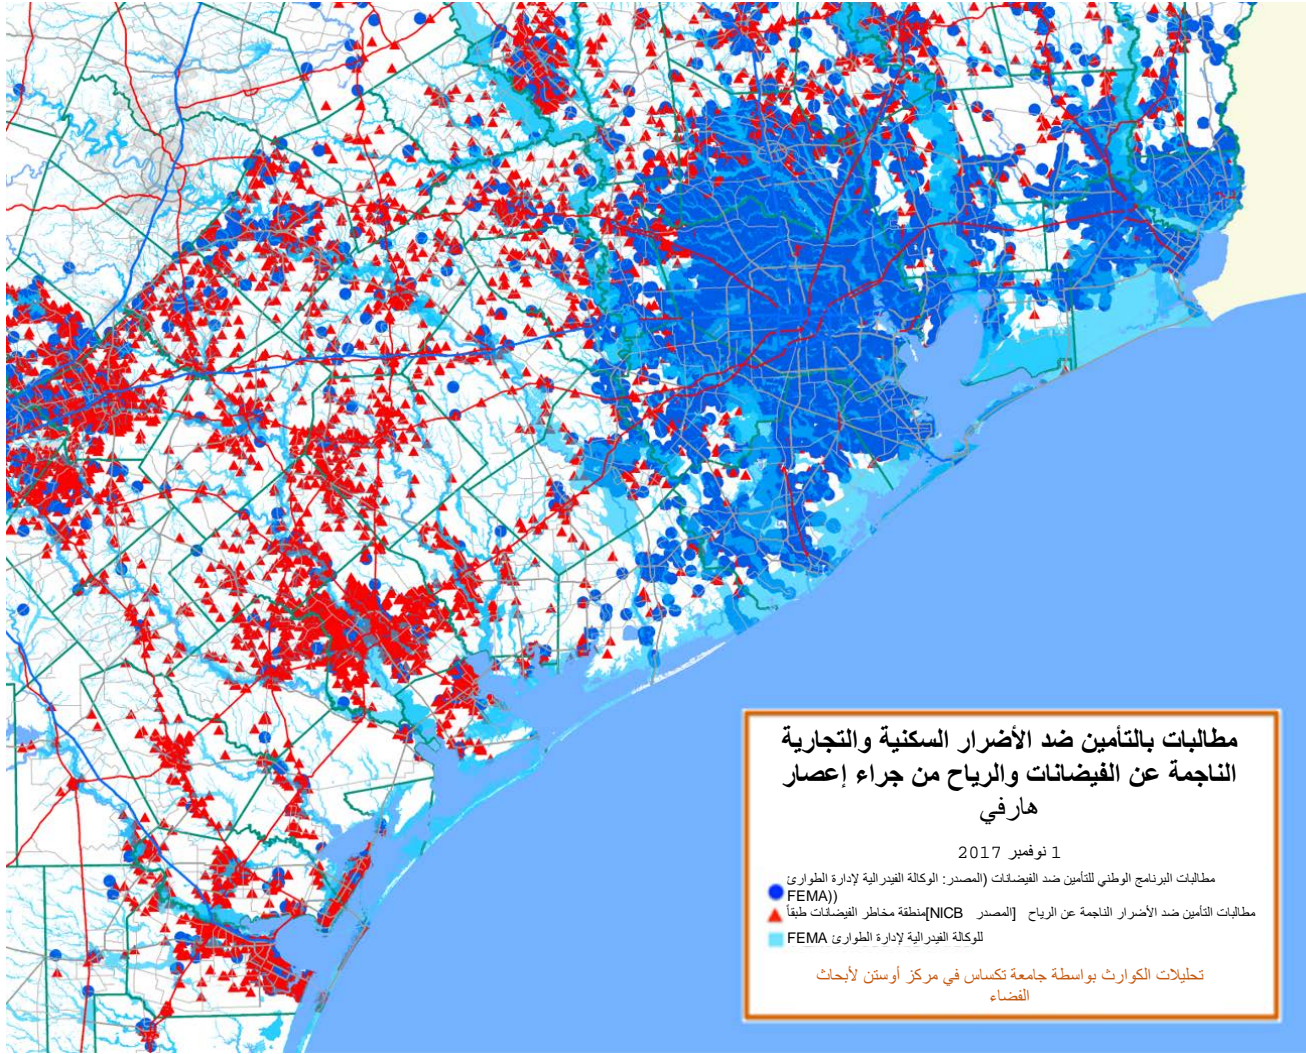 مطالبات بالتأمين ضد الأضرار السكنية والتجارية
الناجمة عن الفيضانات والرياح من جراء إعصار
هارفي
1 نوفمبر 2017
مطالبات البرنامج الوطني للتأمين ضد الفيضانات (المصدر: الوكالة الفيدرالية لإدارة الطوارئ
FEMA))
مطالبات التأمين ضد الأضرار الناجمة عن الرياح [المصدر NICB]منطقة مخاطر الفيضانات طبقاً
للوكالة الفيدرالية لإدارة الطوارئ FEMA
تحليلات الكوارث بواسطة جامعة تكساس في مركز أوستن لأبحاث
الفضاء